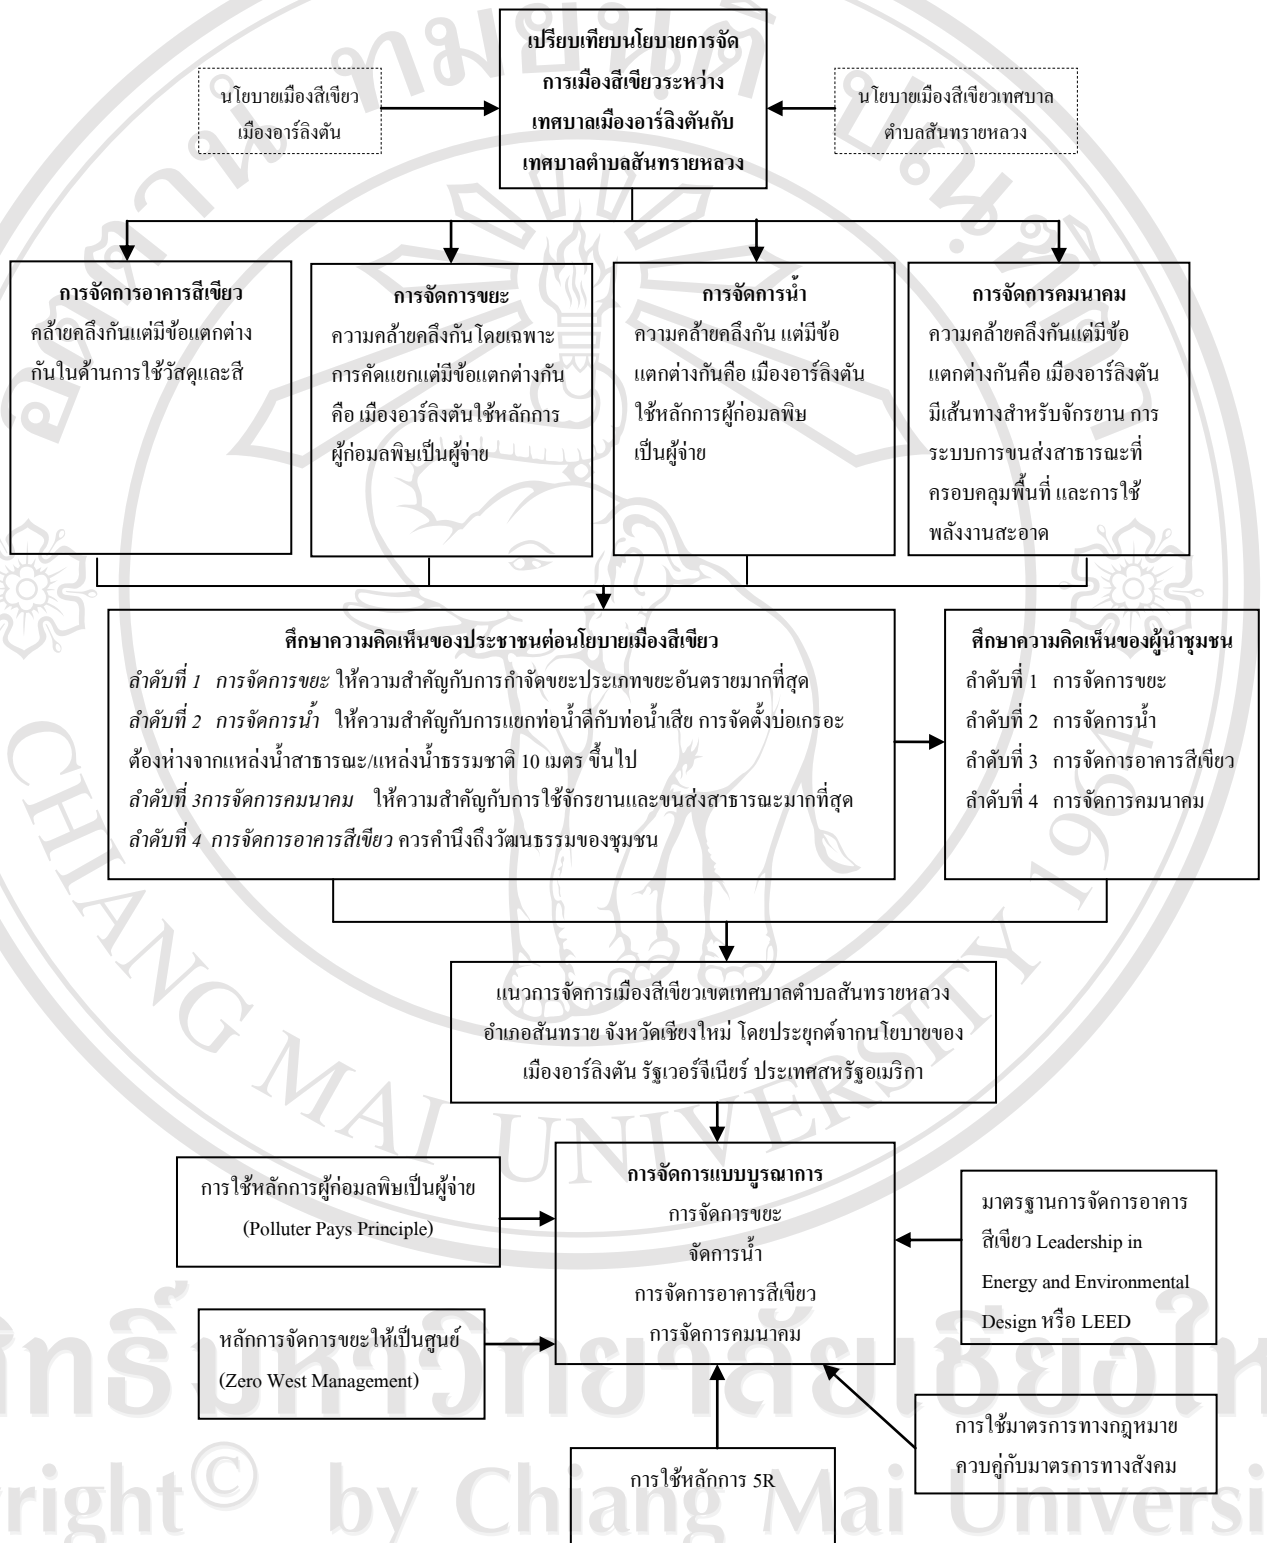 เปรียบเทียบนโยบายการจัด
การเมืองสีเขียวระหว่าง
เทศบาลเมืองอาร์ลิงตันกับ
เทศบาลตำบลสันทรายหลวง
นโยบายเมืองสีเขียว
เมืองอาร์ลิงตัน
นโยบายเมืองสีเขียวเทศบาล
ตำบลสันทรายหลวง
การจัดการอาคารสีเขียว
คล้ายคลึงกันแต่มีข้อแตกต่าง
กันในด้านการใช้วัสดุและสี
การจัดการขยะ
ความคล้ายคลึงกันโดยเฉพาะ
การคัดแยกแต่มีข้อแตกต่างกัน
คือ เมืองอาร์ลิงตันใช้หลักการ
ผู้ก่อมลพิษเป็นผู้จ่าย
การจัดการน้ำ
ความคล้ายคลึงกัน แต่มีข้อ
แตกต่างกันคือ เมืองอาร์ลิงตัน
ใช้หลักการผู้ก่อมลพิษ
เป็นผู้จ่าย
การจัดการคมนาคม
ความคล้ายคลึงกันแต่มีข้อ
แตกต่างกันคือ เมืองอาร์ลิงตัน
มีเส้นทางสำหรับจักรยาน การ
ระบบการขนส่งสาธารณะที่
ครอบคลุมพื้นที่ และการใช้
พลังงานสะอาด
ศึกษาความคิดเห็นของประชาชนต่อนโยบายเมืองสีเขียว
ลำดับที่ 1 การจัดการขยะ ให้ความสำคัญกับการกำจัดขยะประเภทขยะอันตรายมากที่สุด
ลำดับที่ 2 การจัดการน้ำ ให้ความสำคัญกับการแยกท่อน้ำดีกับท่อน้ำเสีย การจัดตั้งบ่อเกรอะ
ต้องห่างจากแหล่งน้ำสาธารณะ/แหล่งน้ำธรรมชาติ 10 เมตร ขึ้นไป
ลำดับที่ 3การจัดการคมนาคม ให้ความสำคัญกับการใช้จักรยานและขนส่งสาธารณะมากที่สุด
ลำดับที่ 4 การจัดการอาคารสีเขียว ควรคำนึงถึงวัฒนธรรมของชุมชน
ศึกษาความคิดเห็นของผู้นำชุมชน
ลำดับที่ 1 การจัดการขยะ
ลำดับที่ 2 การจัดการน้ำ
ลำดับที่ 3 การจัดการอาคารสีเขียว
ลำดับที่ 4 การจัดการคมนาคม
แนวการจัดการเมืองสีเขียวเขตเทศบาลตำบลสันทรายหลวง
อำเภอสันทราย จังหวัดเชียงใหม่ โดยประยุกต์จากนโยบายของ
เมืองอาร์ลิงตัน รัฐเวอร์จีเนียร์ ประเทศสหรัฐอเมริกา
การใช้หลักการผู้ก่อมลพิษเป็นผู้จ่าย
(Polluter Pays Principle)
การจัดการแบบบูรณาการ
การจัดการขยะ
จัดการน้ำ
การจัดการอาคารสีเขียว
การจัดการคมนาคม
มาตรฐานการจัดการอาคาร
สีเขียว Leadership in
Energy and Environmental
Design หรือ LEED
หลักการจัดการขยะให้เป็นศูนย์
(Zero West Management)
การใช้มาตรการทางกฎหมาย
ควบคู่กับมาตรการทางสังคม
การใช้หลักการ 5R
CHIANG MAI UNIVERSITY 1964
มหาวิทยาลัยเชียงให
right© by Chiang Mai Universi